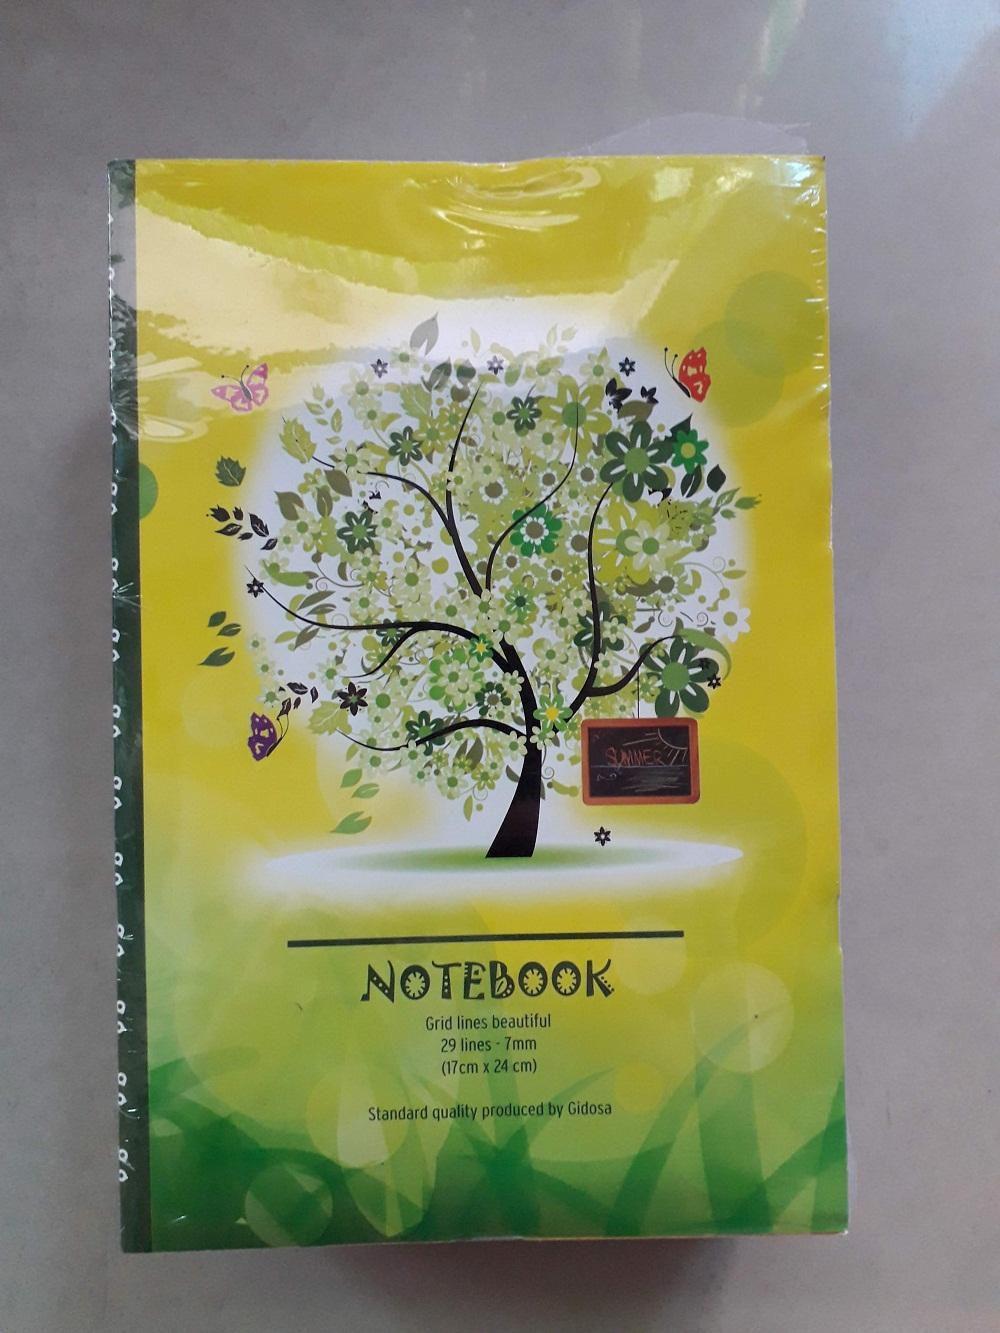 SUMMER
NOTEBOOK
Grid lines beautiful
29 lines - 7mm
(17cm x 24 cm)
Standard quality produced by Gidosa